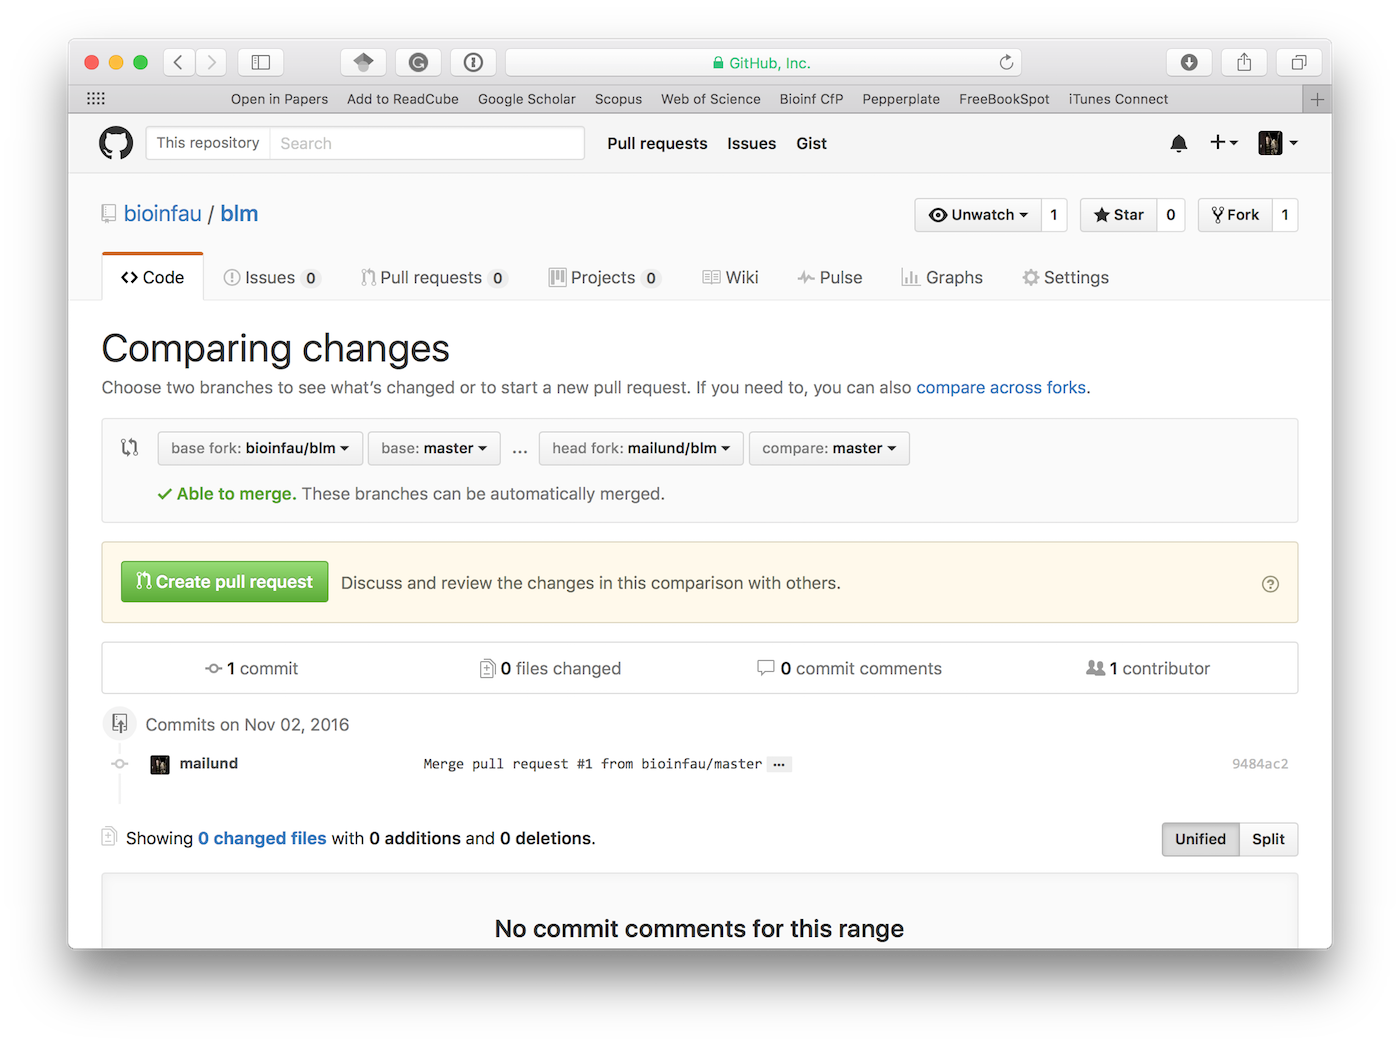 GitHub, Inc.
Open in Papers Add to ReadCube Google Scholar Scopus Web of Science Bioinf CfP Pepperplate FreeBookSpot iTunes Connect
This repository Search Pull requests Issues Gist
bioinfau / blm Unwatch 1 Star 0 Fork 1
Code Issues 0 Pull requests 0 Projects 0 Wiki Pulse Graphs Settings
Comparing changes
Choose two branches to see what’s changed or to start a new pull request. If you need to, you can also compare across forks.
base fork: bioinfau/blm base: master ... head fork: mailund/blm compare: master
Able to merge. These branches can be automatically merged.
Create pull request Discuss and review the changes in this comparison with others.
1 commit 0 files changed 0 commit comments 1 contributor
Commits on Nov 02, 2016
mailund Merge pull request #1 from bioinfau/master … 9484ac2
Showing 0 changed files with 0 additions and 0 deletions. Unified Split
No commit comments for this range